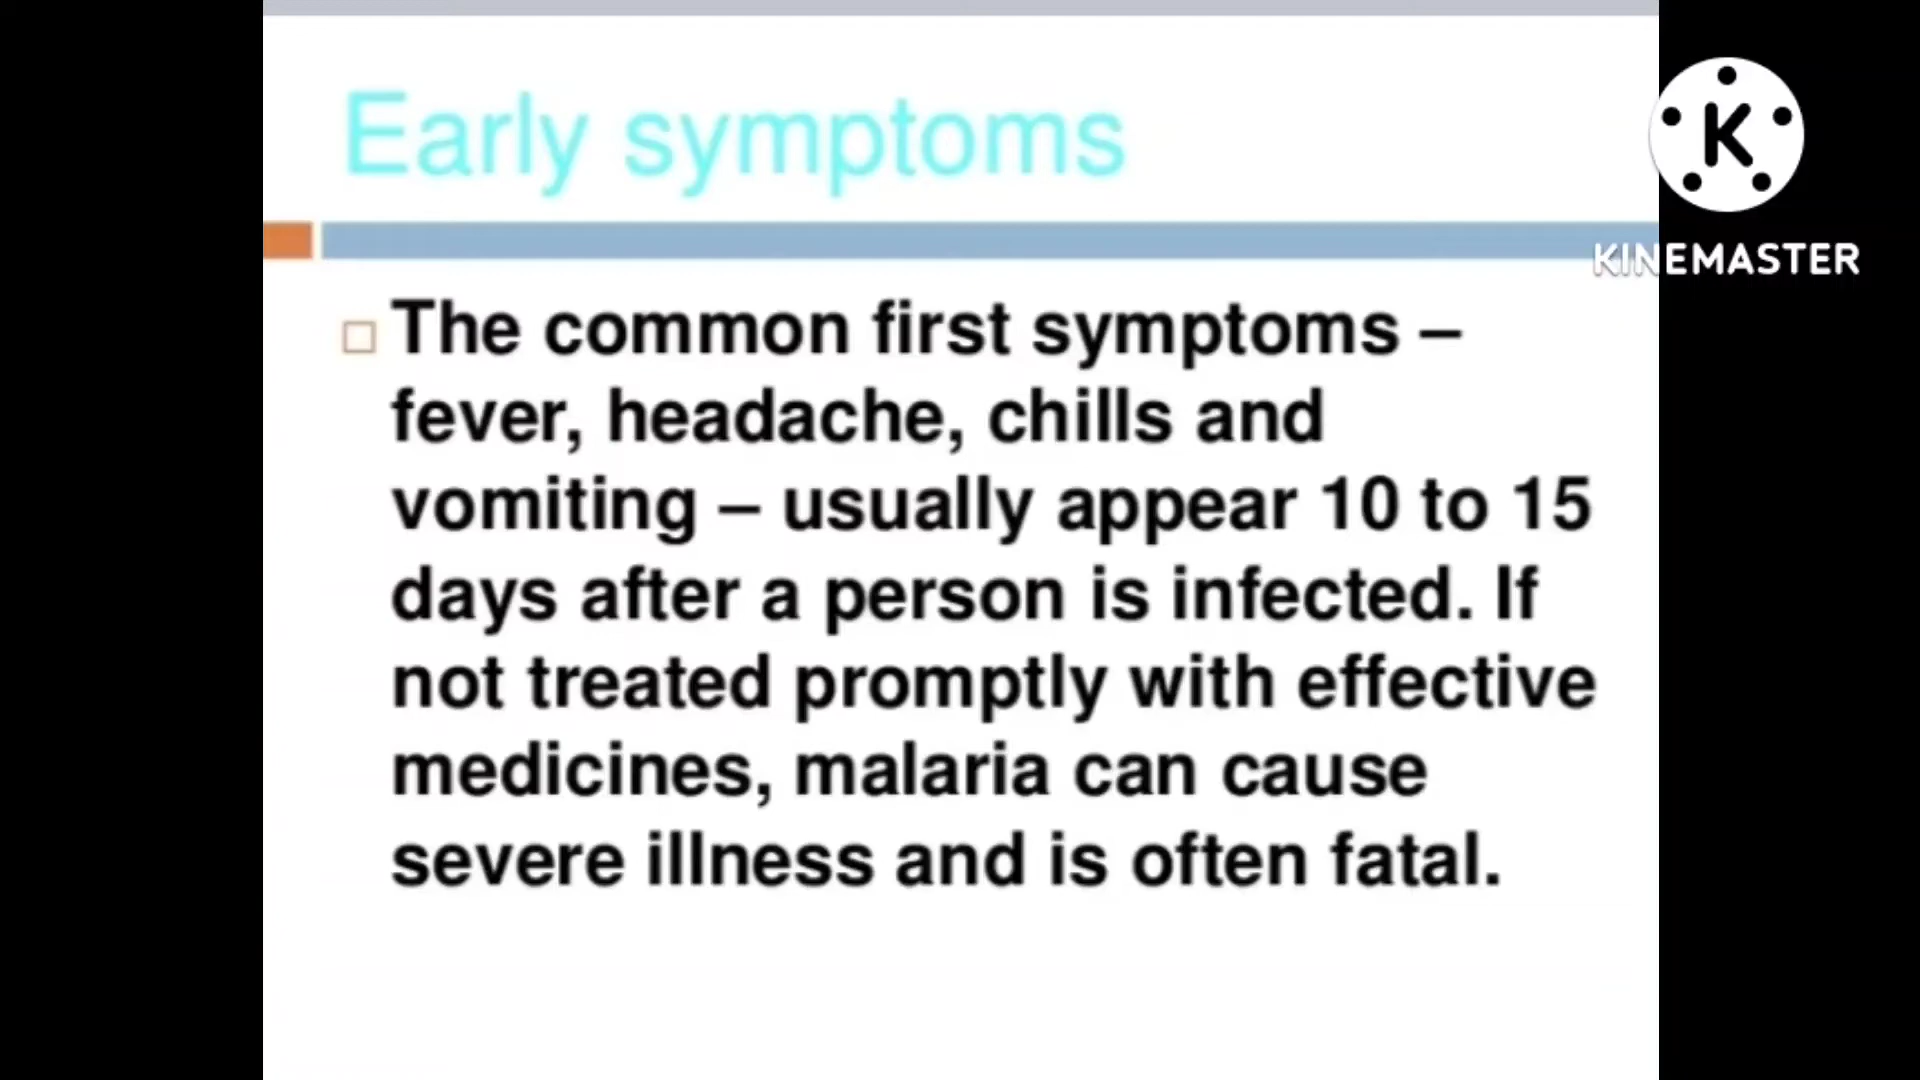 Early symptoms
K
KINEMASTER
The common first symptoms –
fever, headache, chills and
vomiting – usually appear 10 to 15
days after a person is infected. If
not treated promptly with effective
medicines, malaria can cause
severe illness and is often fatal.